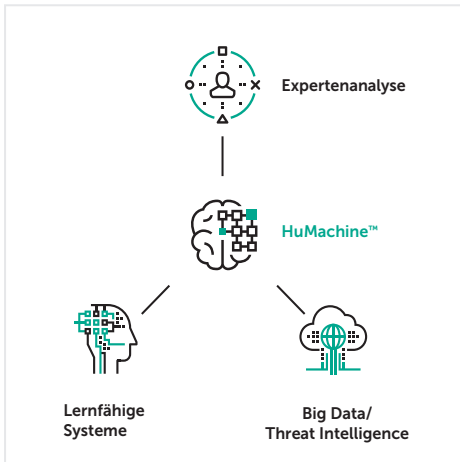 Expertenanalyse
HuMachine™
Lernfähige
Systeme
Big Data/
Threat Intelligence